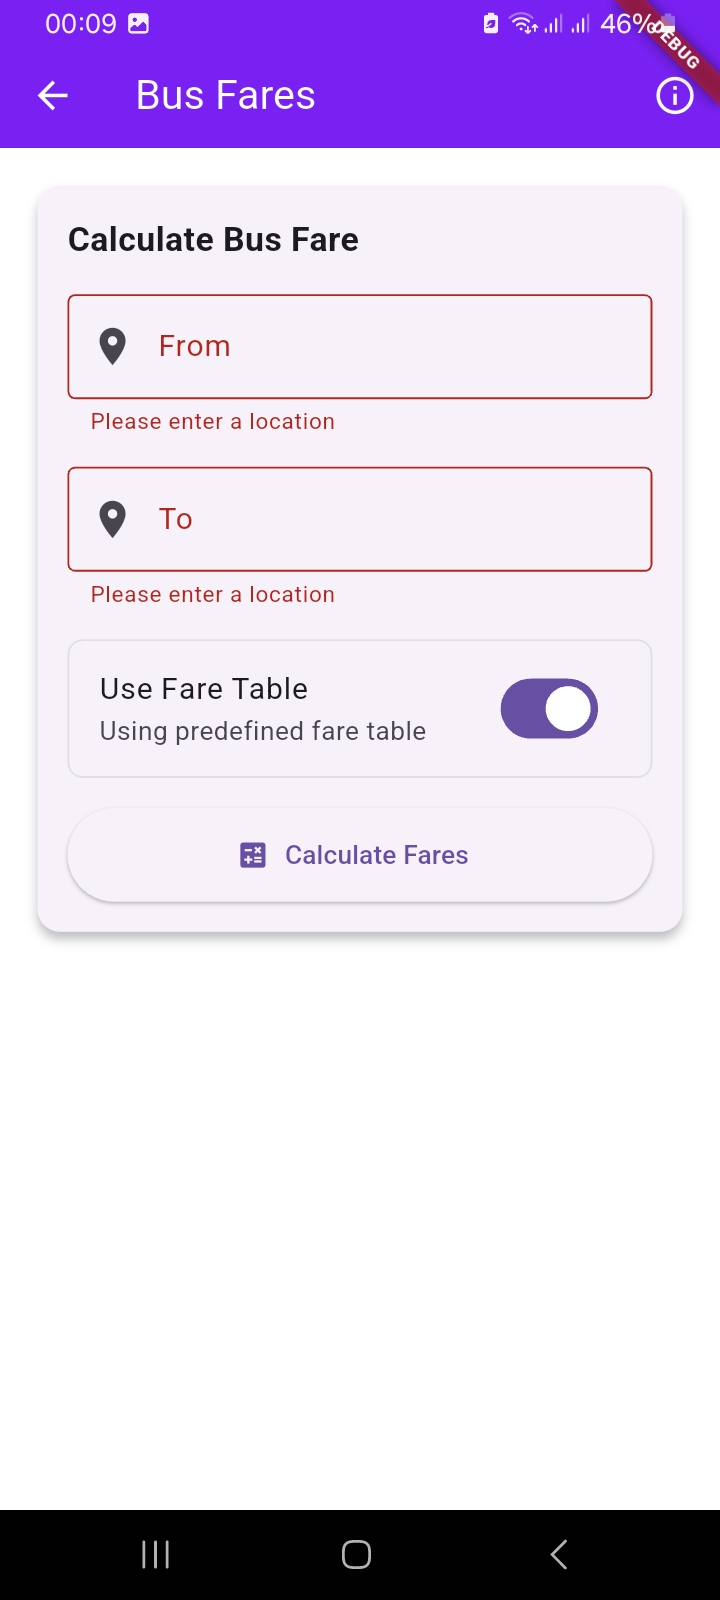 00:09
46%
DEBUG
Bus Fares
Calculate Bus Fare
From
Please enter a location
To
Please enter a location
Use Fare Table
Using predefined fare table
Calculate Fares